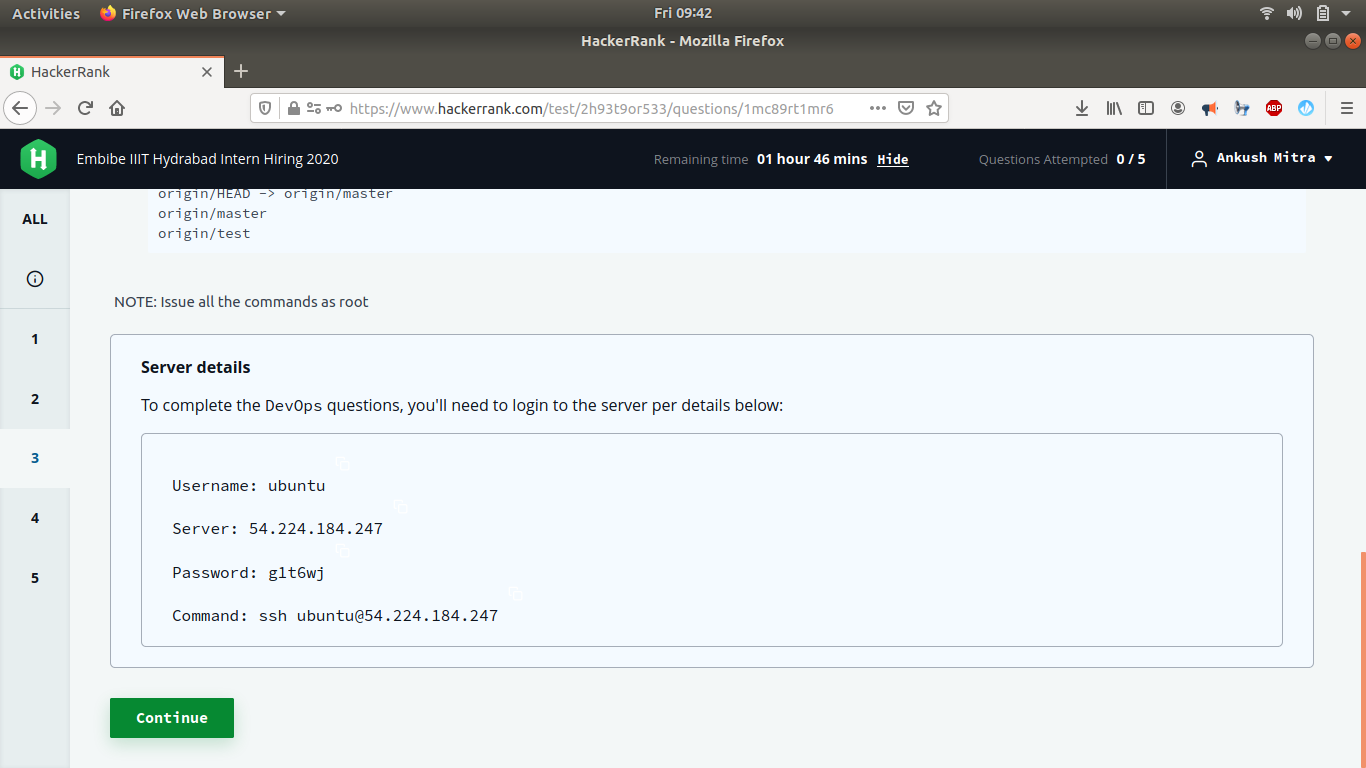 Activities Firefox Web Browser Fri 09:42
HackerRank - Mozilla Firefox
HackerRank
https://www.hackerrank.com/test/2h93t9or533/questions/1mc89rt1mr6 ABP
H Embibe IIIT Hydrabad Intern Hiring 2020 Remaining time 01 hour 46 mins Hide Questions Attempted 0 / 5 Ankush Mitra
origin/HEAD -> origin/master
origin/master
origin/test
ALL
1
2
3
4
5
NOTE: Issue all the commands as root
Server details
To complete the DevOps questions, you'll need to login to the server per details below:
Username: ubuntu
Server: 54.224.184.247
Password: g1t6wj
Command: ssh ubuntu@54.224.184.247
Continue